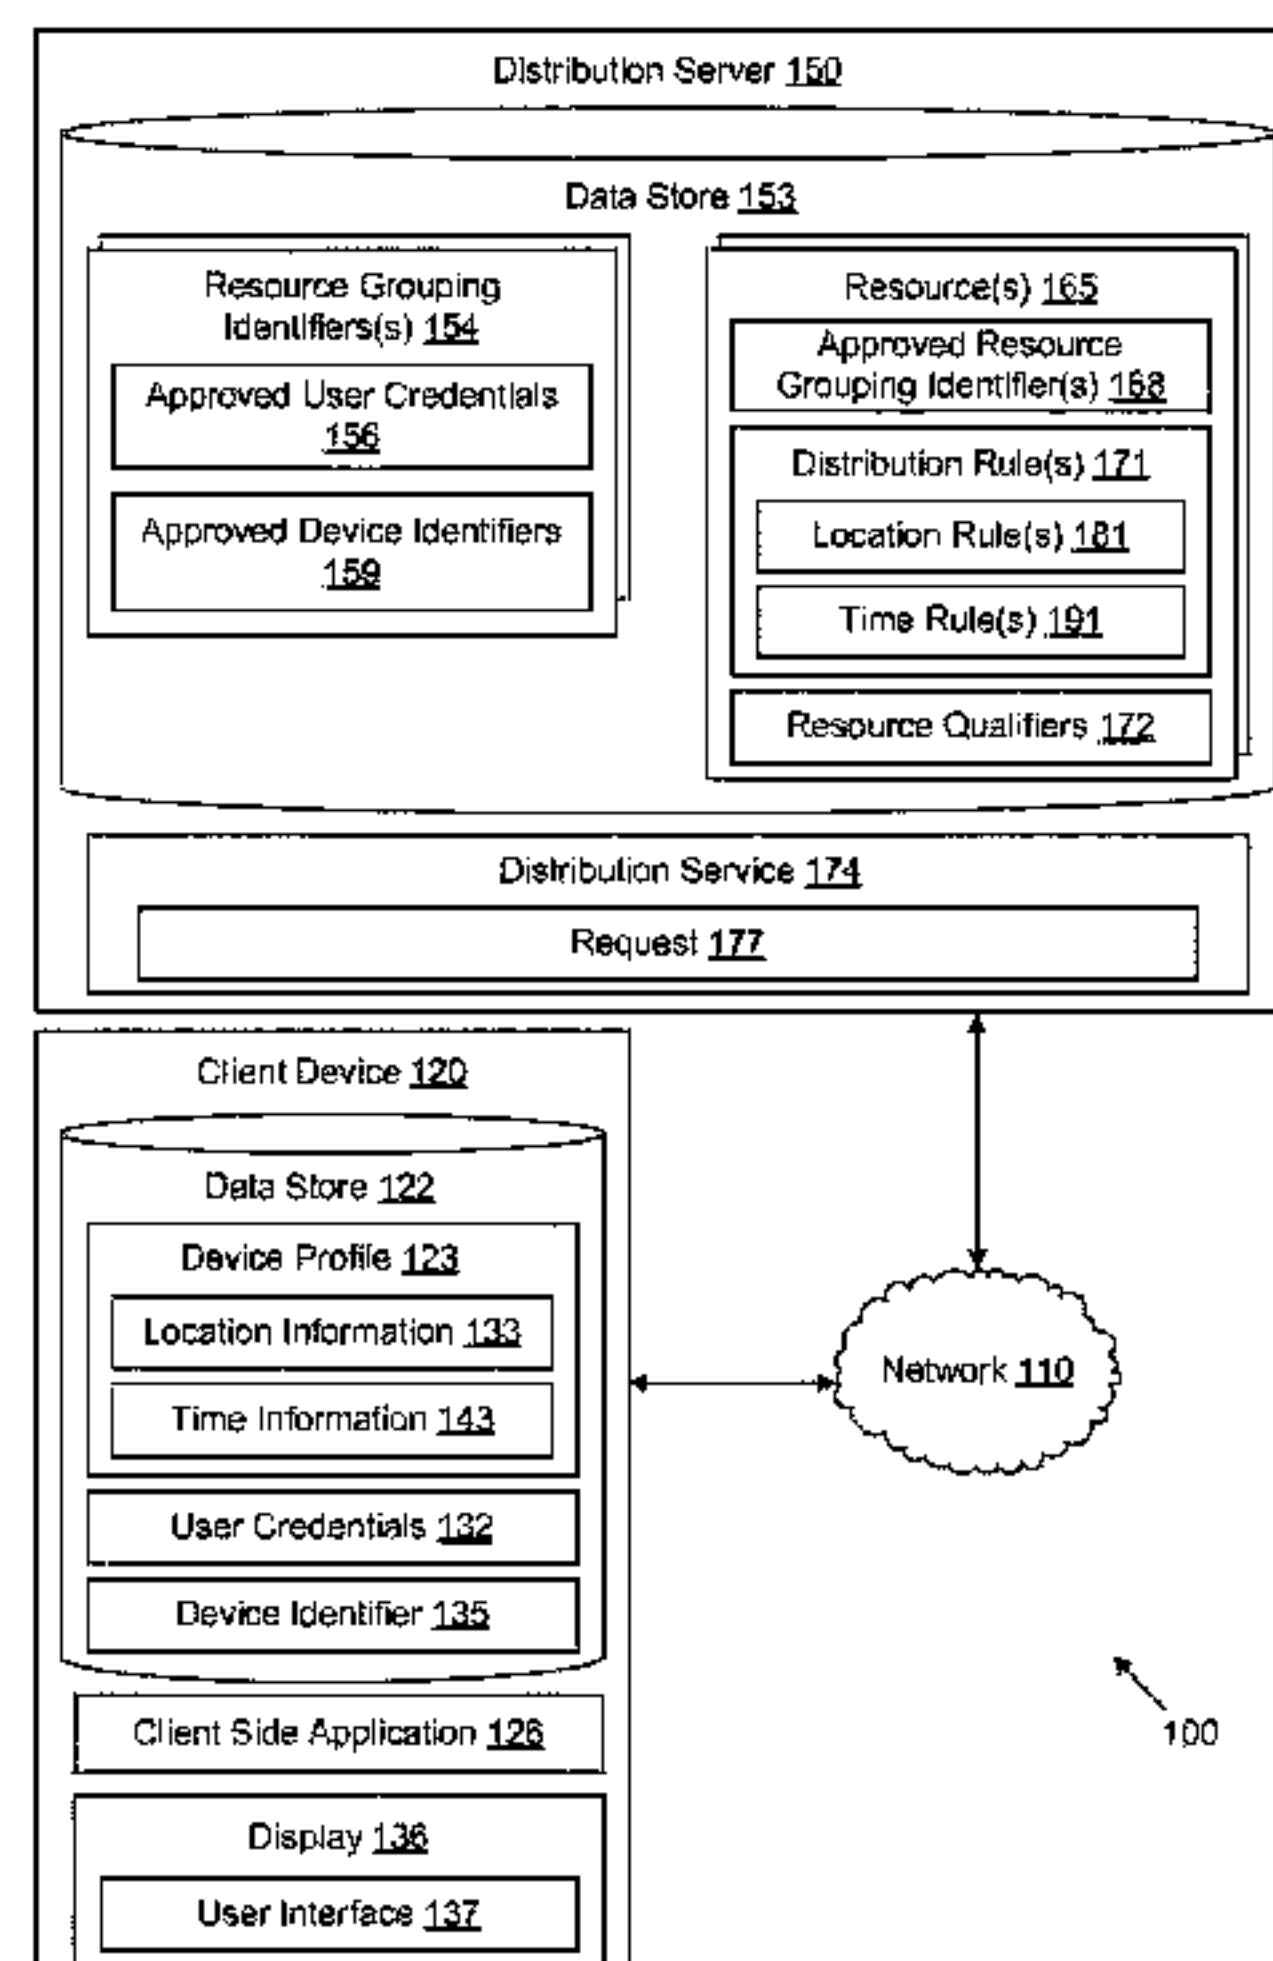 Distribution Server 150
Data Store 153
Resource Grouping
Identifiers(s) 154
Approved User Credentials
156
Approved Device Identifiers
159
Resource(s) 165
Approved Resource
Grouping Identifier(s) 168
Distribution Rule(s) 171
Location Rule(s) 181
Time Rule(s) 191
Resource Qualifiers 172
Distribution Service 174
Request 177
Client Device 120
Data Store 122
Device Profile 123
Location Information 133
Time Information 143
User Credentials 132
Device Identifier 135
Client Side Application 126
Display 136
User Interface 137
Network 110
100